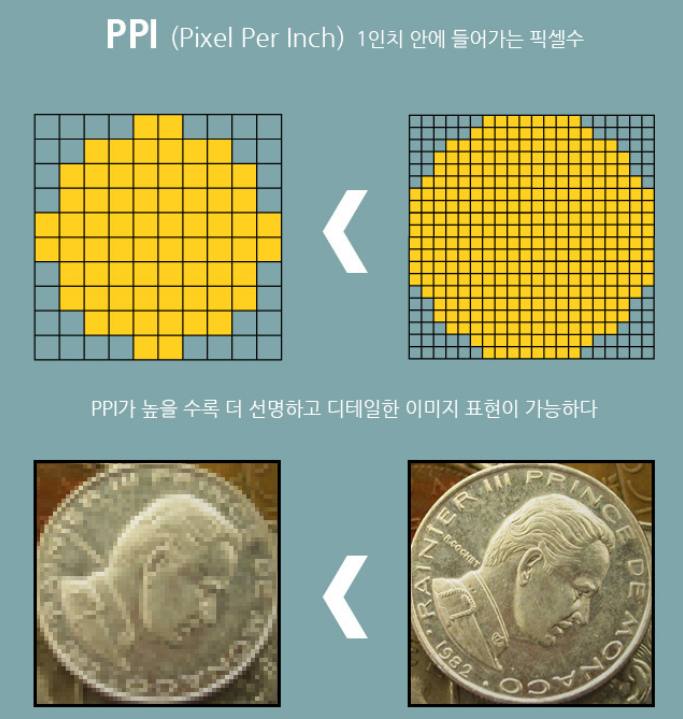 PPI (Pixel Per Inch) 1인치 안에 들어가는 픽셀수
PPI가 높을 수록 더 선명하고 디테일한 이미지 표현이 가능하다
RAINIER III PRINCE DE MONACO
1982